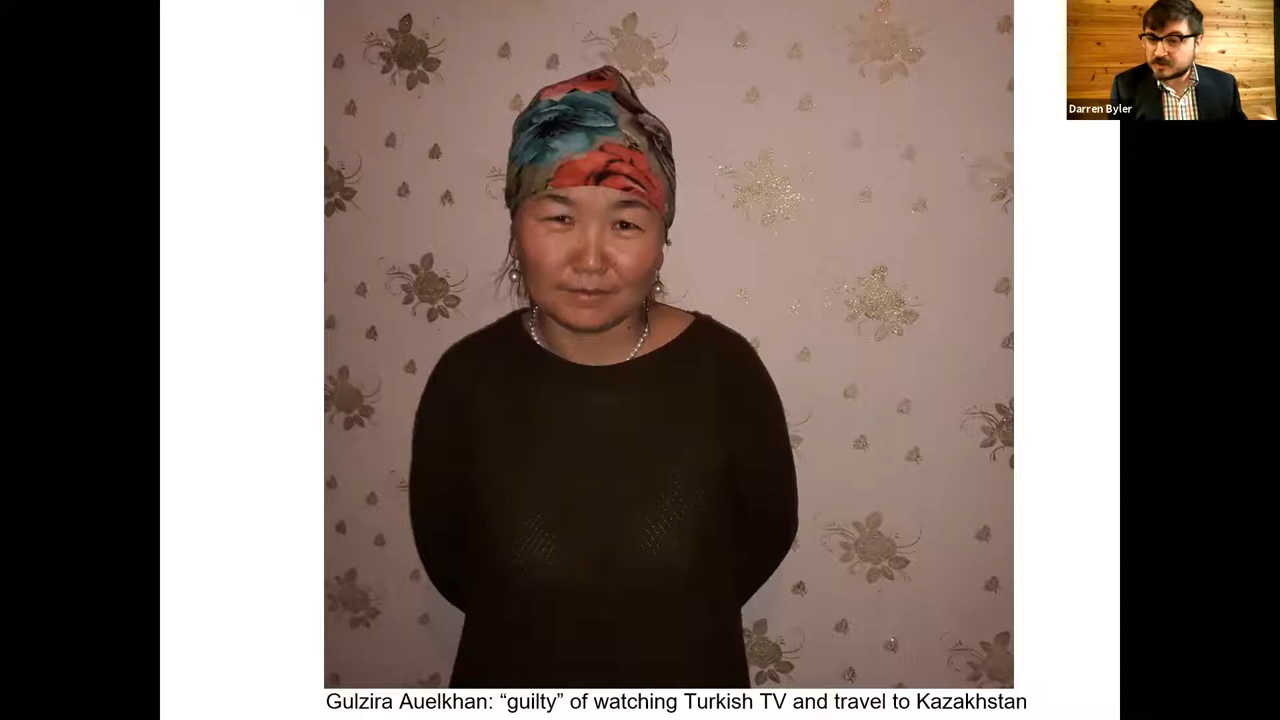 Darren Byler
Gulzira Auelkhan: “guilty” of watching Turkish TV and travel to Kazakhstan